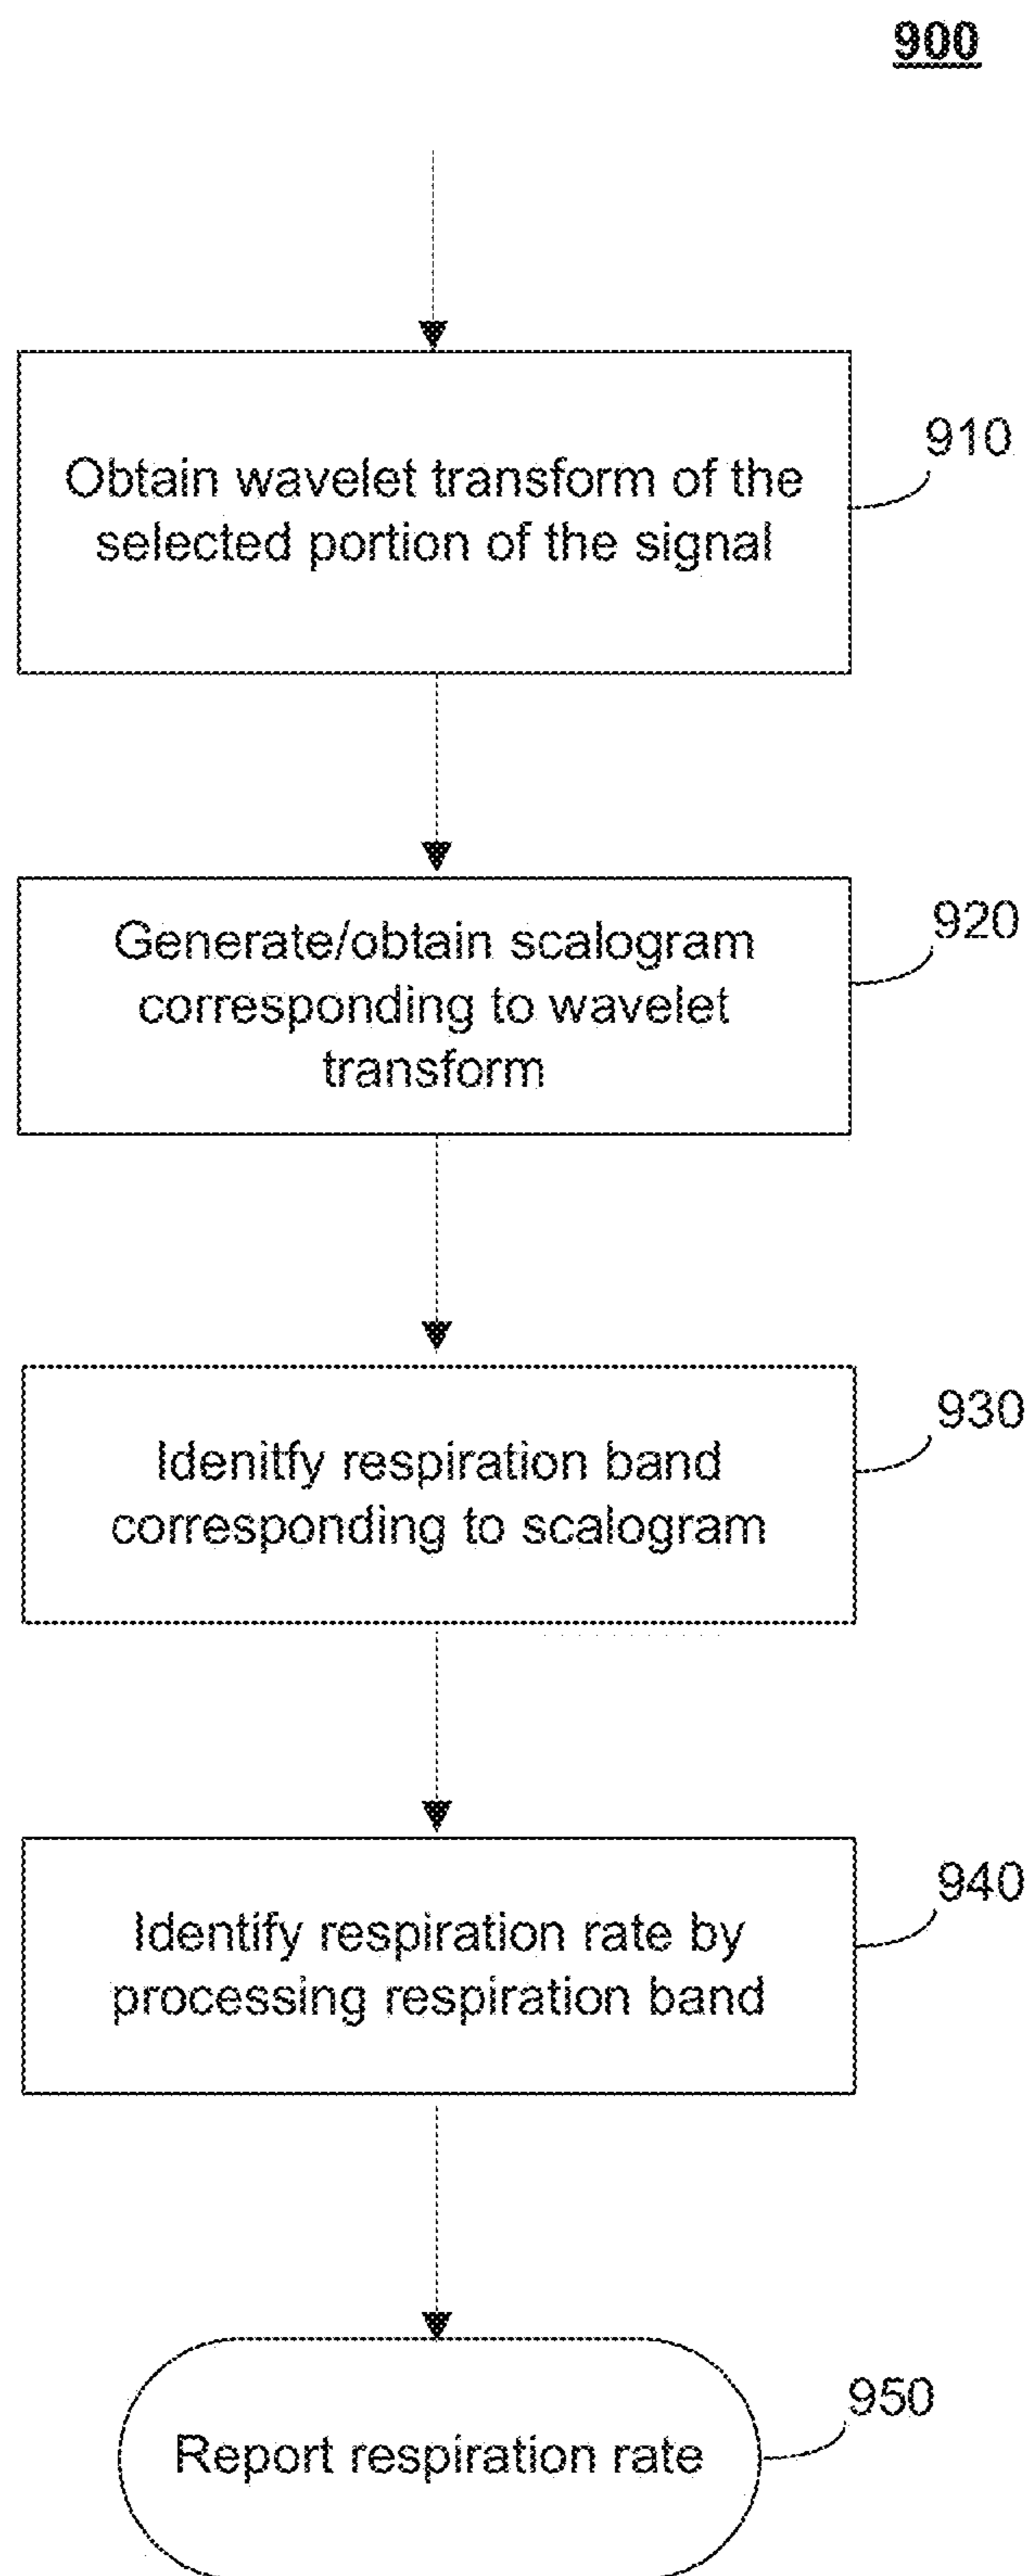 900
Obtain wavelet transform of the
selected portion of the signal
910
Generate/obtain scalogram
corresponding to wavelet
transform
920
Idenitfy respiration band
corresponding to scalogram
930
Identify respiration rate by
processing respiration band
940
Report respiration rate
950